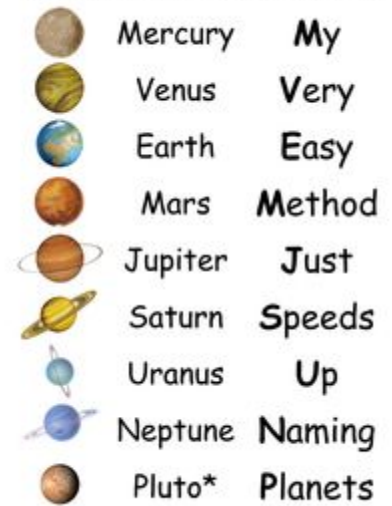 Mercury My
Venus Very
Earth Easy
Mars Method
Jupiter Just
Saturn Speeds
Uranus Up
Neptune Naming
Pluto* Planets